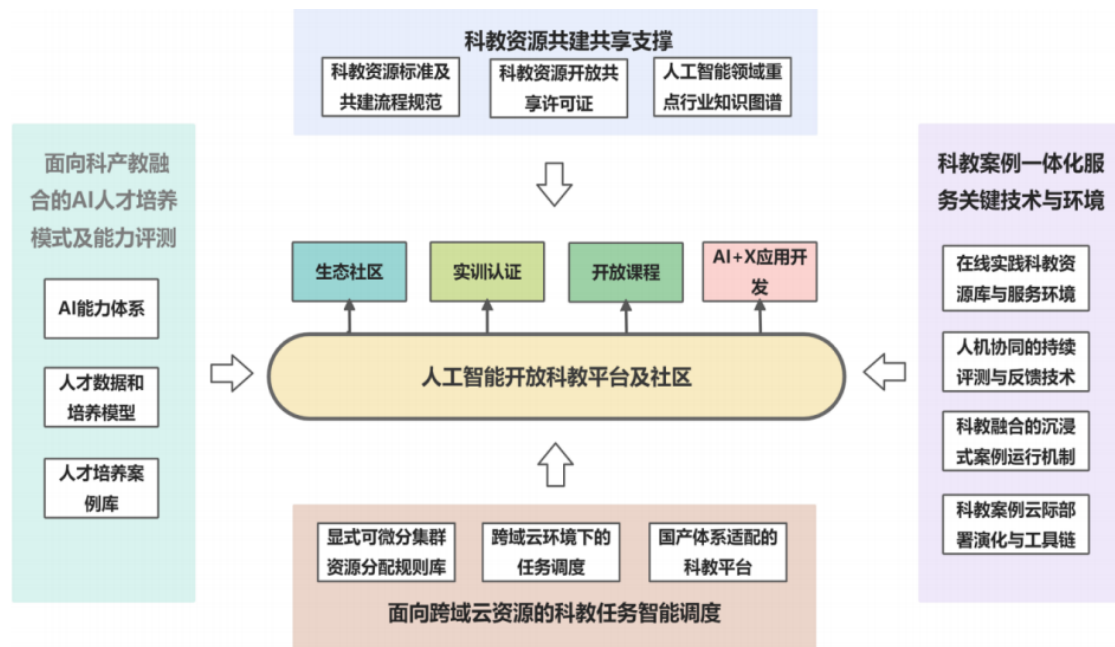 科教资源共建共享支撑
科教资源标准及
共建流程规范
科教资源开放共
享许可证
人工智能领域重
点行业知识图谱
面向科产教融
合的AI人才培养
模式及能力评测
AI能力体系
人才数据和
培养模型
人才培养案
例库
生态社区
实训认证
开放课程
AI+X应用开
发
人工智能开放科教平台及社区
科教案例一体化服
务关键技术与环境
在线实践科教资
源库与服务环境
人机协同的持续
评测与反馈技术
科教融合的沉浸
式案例运行机制
科教案例云际部
署演化与工具链
显式可微分集群
资源分配规则库
跨域云环境下的
任务调度
国产体系适配的
科教平台
面向跨域云资源的科教任务智能调度